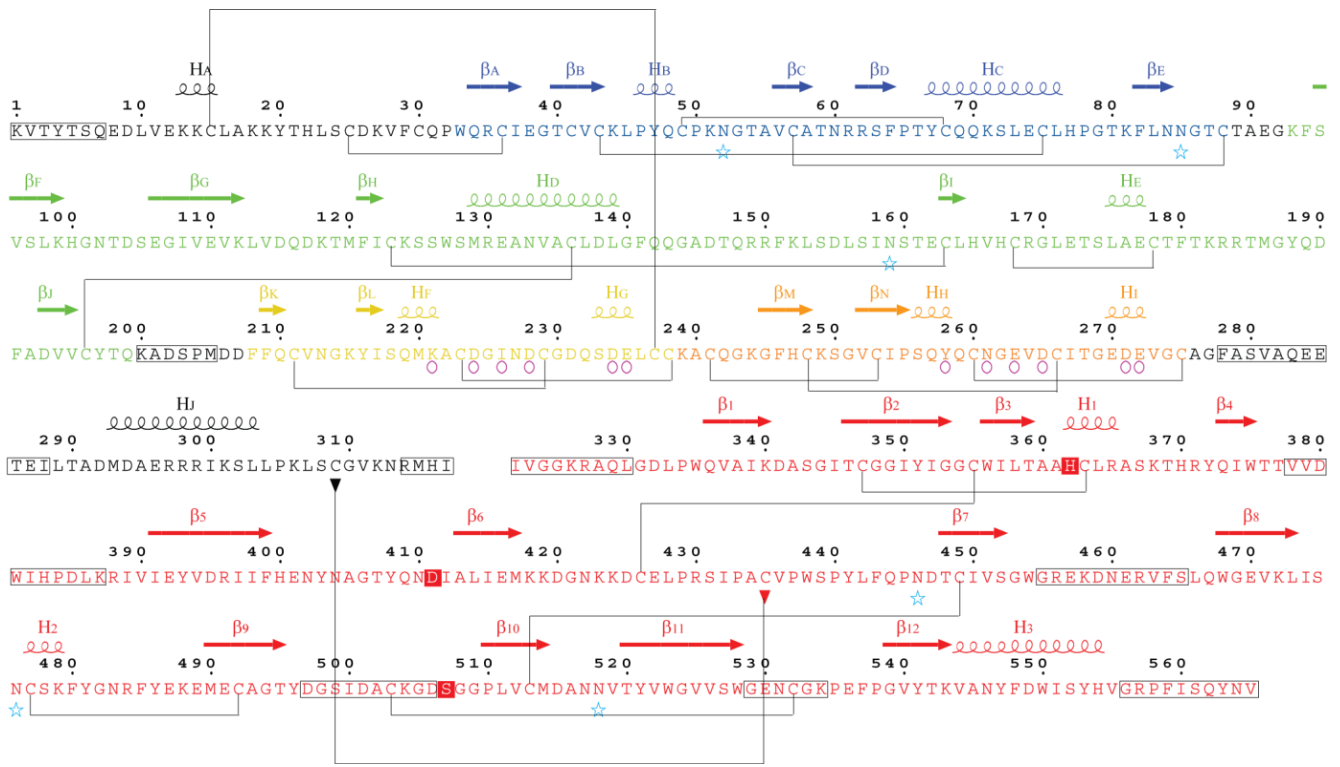 HA βA βB HB βC βD HC βE
1 10 20 30 40 50 60 70 80 90
KVTYTSQEDLVEKKCLAKKYTHLSCDKVFCQPWQRCIEGTCVCKLPYQCPKNGTAVCATNRRSFPTYCQQKSLECLHPGTKFLNNGTCTAEGKFS
βF βG βH HD βI HE
100 110 120 130 140 150 160 170 180 190
VSLKHGNTDSEGIVEVKLVDQDKTMFICKSSWSMREANVACLDLGFQQGADTQRRFKLSDLSINSTECLHVHCRGLETSLAECTFTKRRTMGYQD
βJ βK βL HF HG βM βN HH HI
200 210 220 230 240 250 260 270 280
FADVVCYTQKADSPMDDFFQCVNGKYISQMKACDGINDCGDQSDELCCKACQGKGFHCKSGVCIPSQYQCNGEVDCITGEDEVGCAGFASVAQEE
HJ β1 β2 β3 H1 β4
290 300 310 330 340 350 360 370 380
TEILTADMDAERRRIKSLLPKLSCGVKNRMHI IVGGKRAQLGDLPWQVAIKDASGITCGGIYIGGCWILTAAHCLRASKTHRYQIWTTVVD
β5 β6 β7 β8
390 400 410 420 430 440 450 460 470
WIHPDLKRIVIEYVDRIIFHENYNAGTYQNDIALIEMKKDGNKKDCELPRSIPACVPWSPYLFQPNDTCIVSGWGREKDNERVFSLQWGEVKLIS
H2 β9 β10 β11 β12 H3
480 490 500 510 520 530 540 550 560
NCSKFYGNRFYEKEMECAGTYDGSIDACKGDSGGPLVCMDANNVTYVWGVVSWGENCGKPEFPGVYTKVANYFDWISYHVGRPFISQYNV